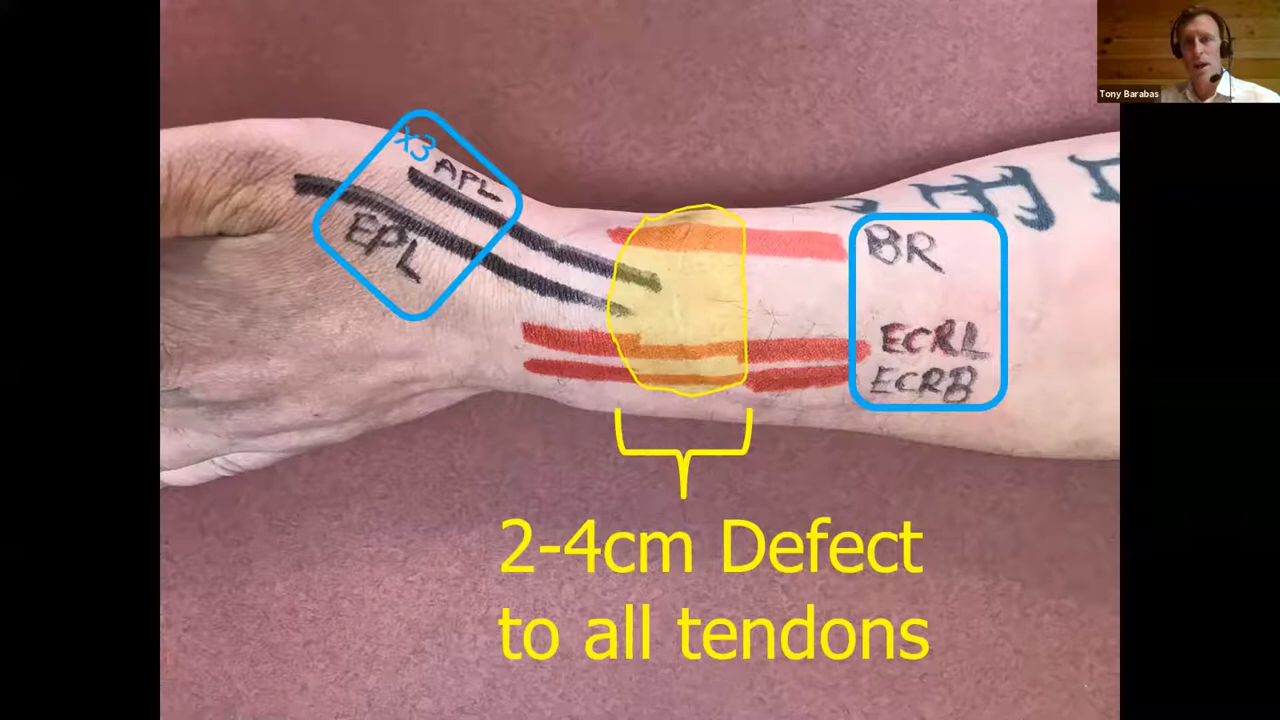 Tony Barabas
x3 APL
EPL
BR
ECRL
ECRB
2-4cm Defect
to all tendons